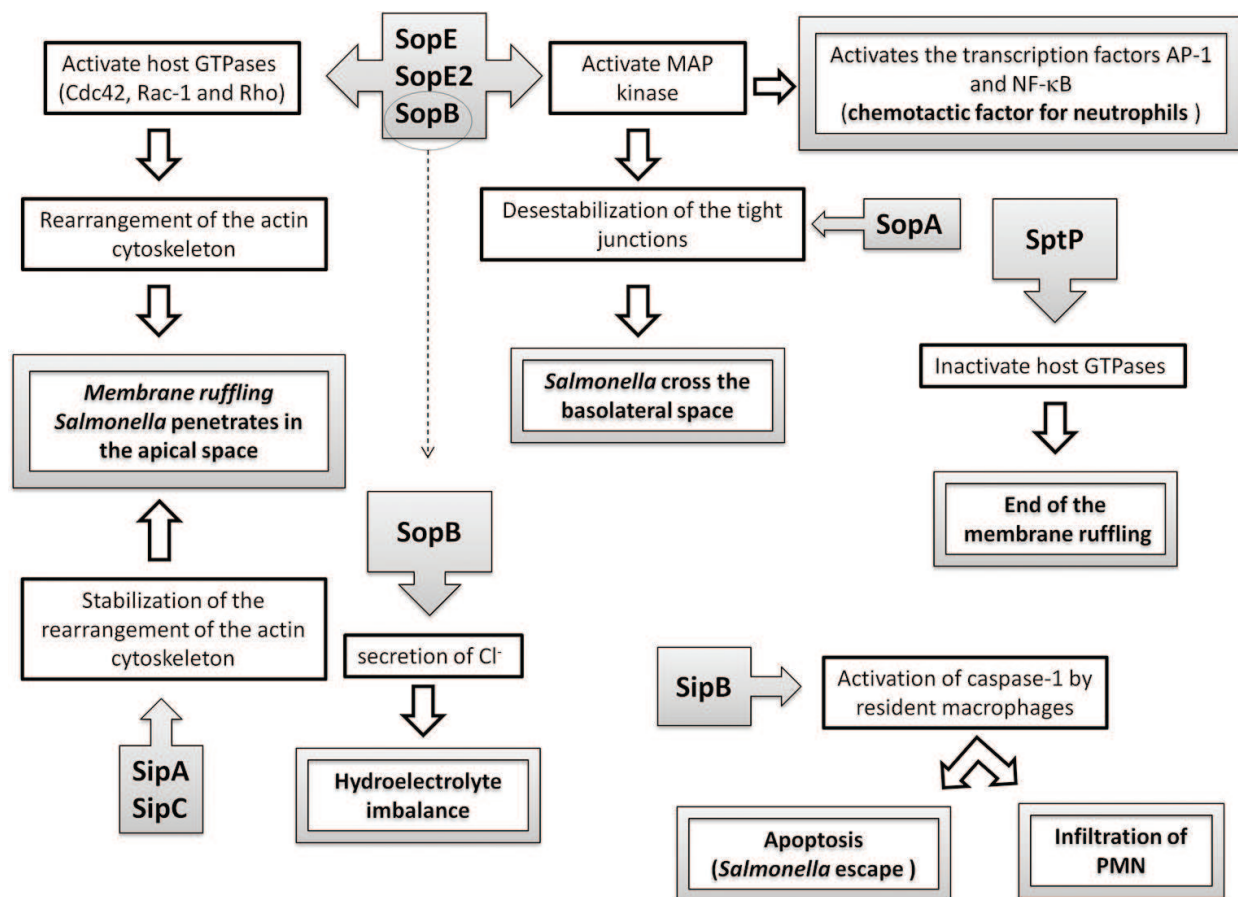 SopE
SopE2
SopB
Activate host GTPases
(Cdc42, Rac-1 and Rho)
Activate MAP
kinase
Activates the transcription factors AP-1
and NF-κB
(chemotactic factor for neutrophils )
Rearrangement of the actin
cytoskeleton
Desestabilization of the tight
junctions
SopA
SptP
Membrane ruffling
Salmonella penetrates in
the apical space
Salmonella cross the
basolateral space
Inactivate host GTPases
End of the
membrane ruffling
SopB
Stabilization of the
rearrangement of the actin
cytoskeleton
secretion of Cl-
SipB
Activation of caspase-1 by
resident macrophages
SipA
SipC
Hydroelectrolyte
imbalance
Apoptosis
(Salmonella escape )
Infiltration of
PMN